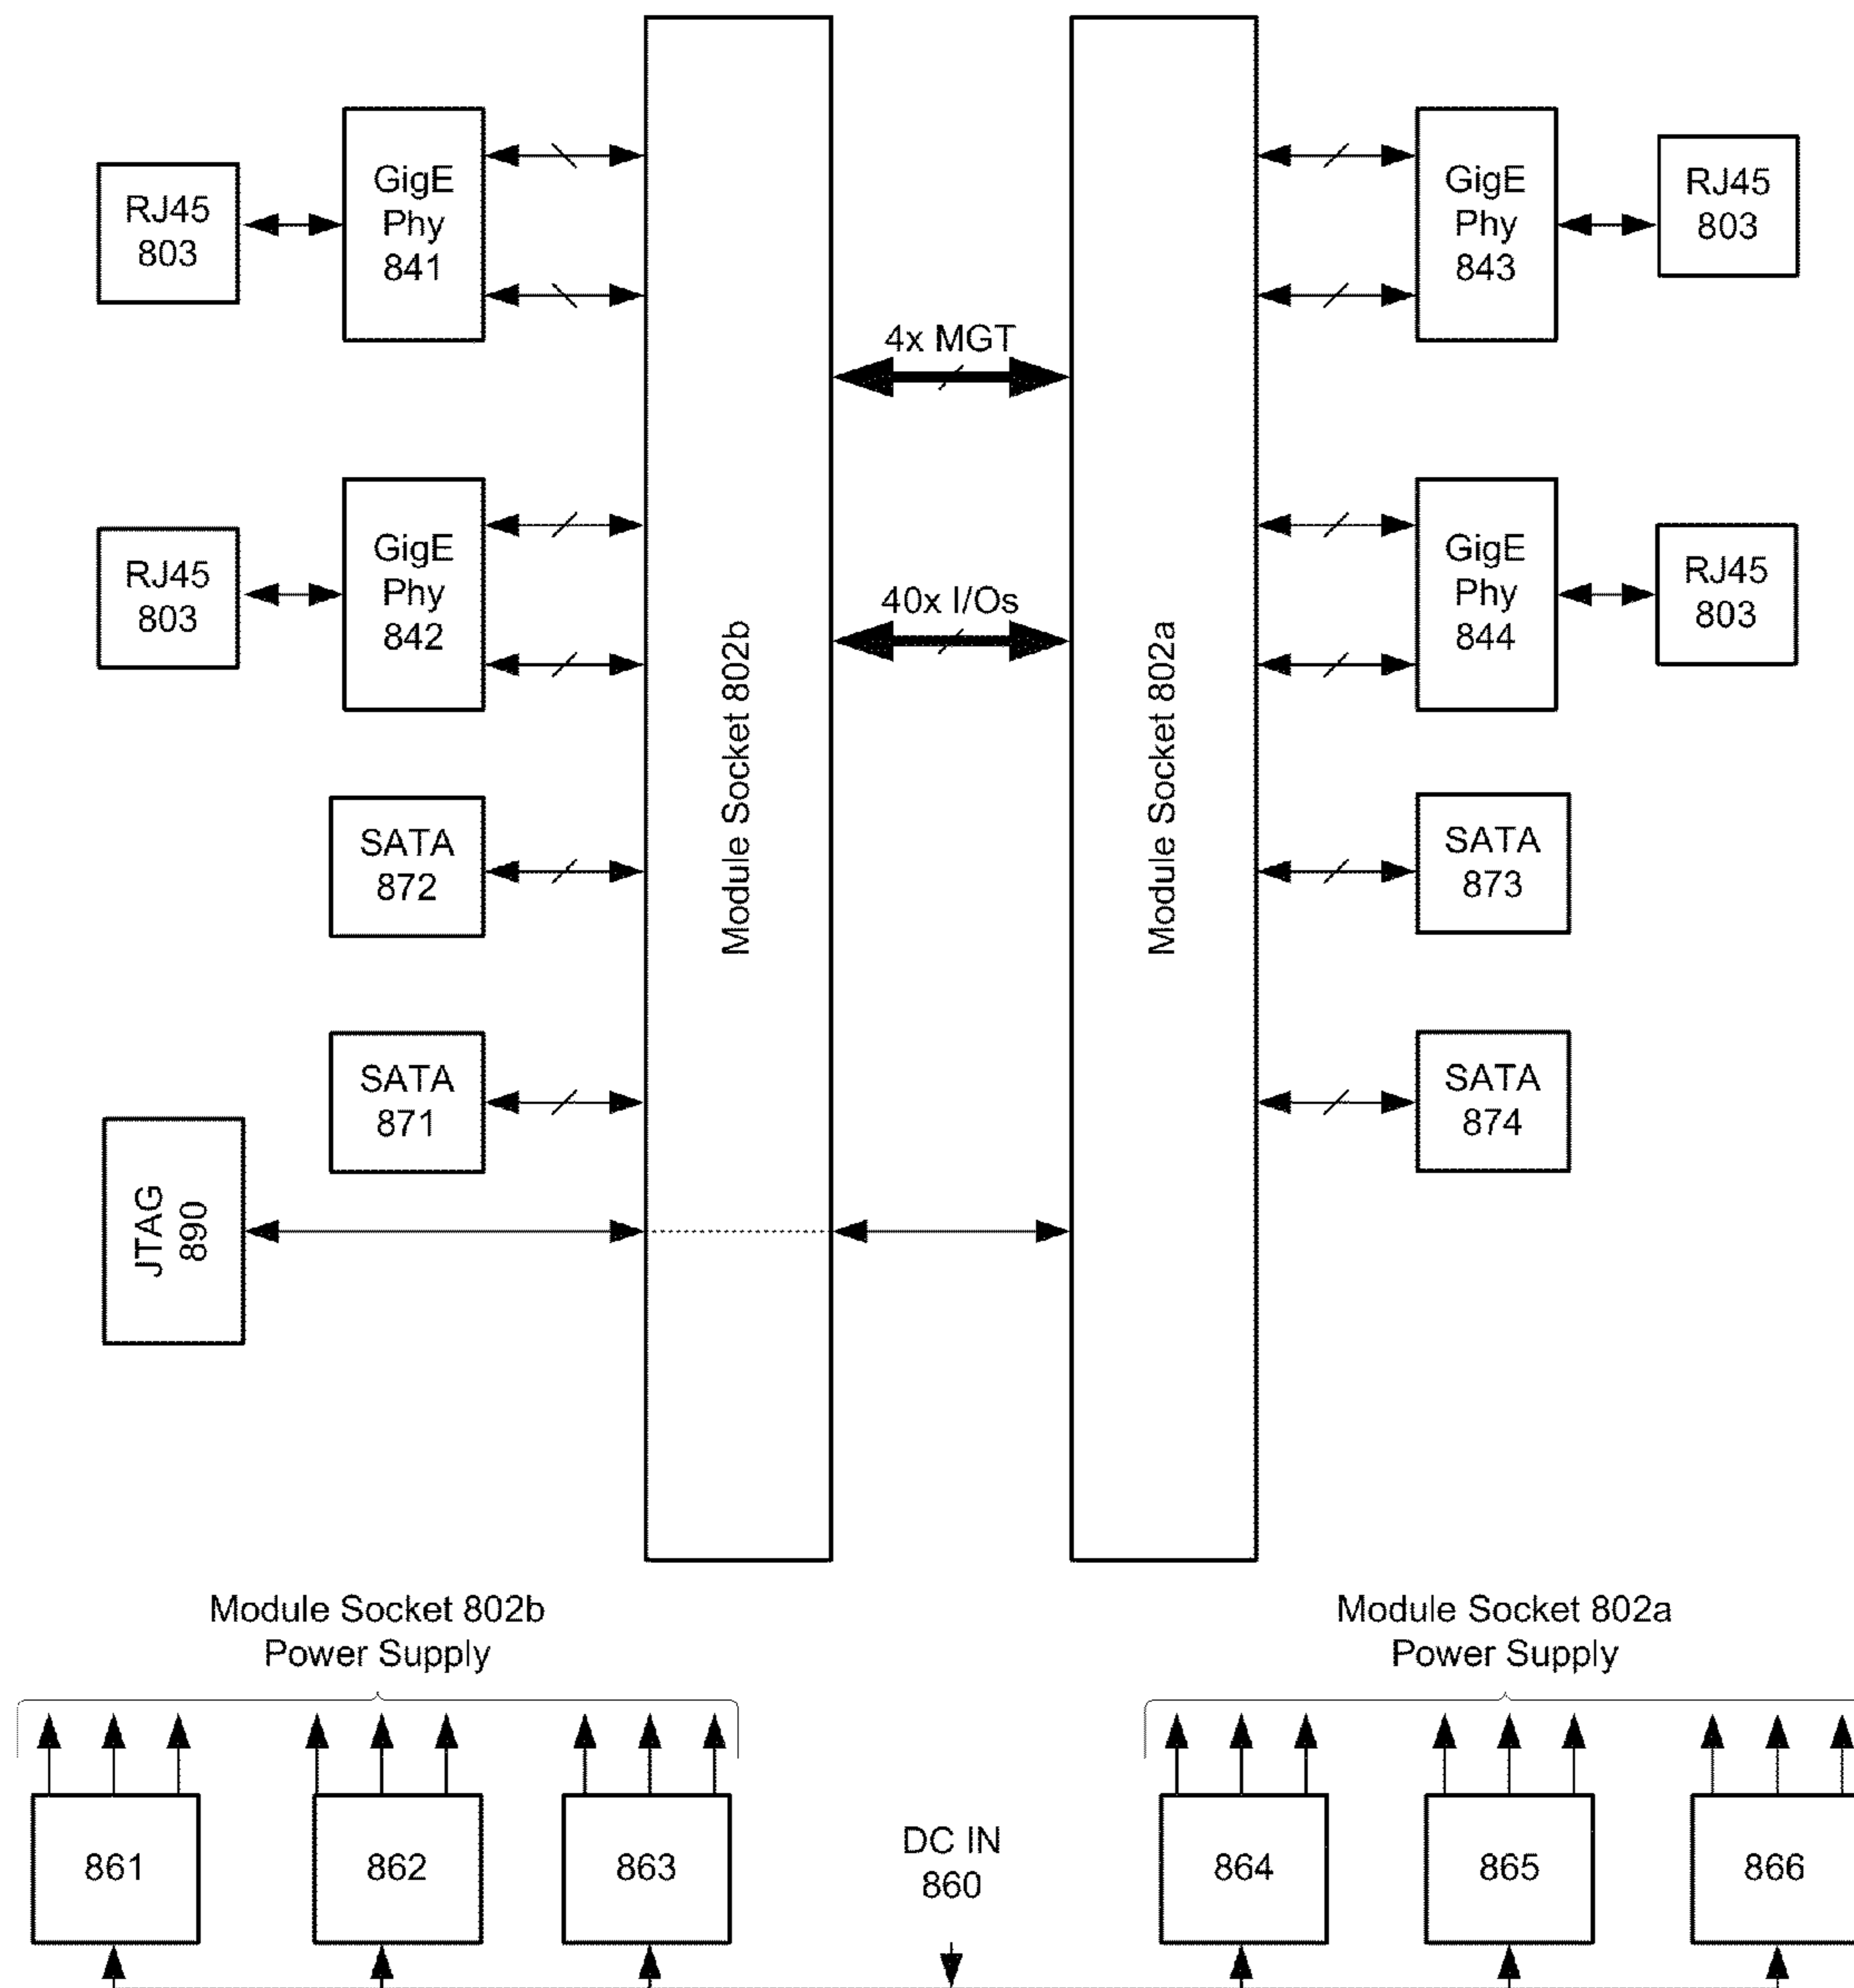 RJ45
803
GigE
Phy
841
GigE
Phy
843
RJ45
803
4x MGT
RJ45
803
GigE
Phy
842
40x I/Os
GigE
Phy
844
RJ45
803
Module Socket 802b
Module Socket 802a
SATA
872
SATA
873
SATA
871
SATA
874
JTAG
890
Module Socket 802b
Power Supply
Module Socket 802a
Power Supply
861
862
863
DC IN
860
864
865
866